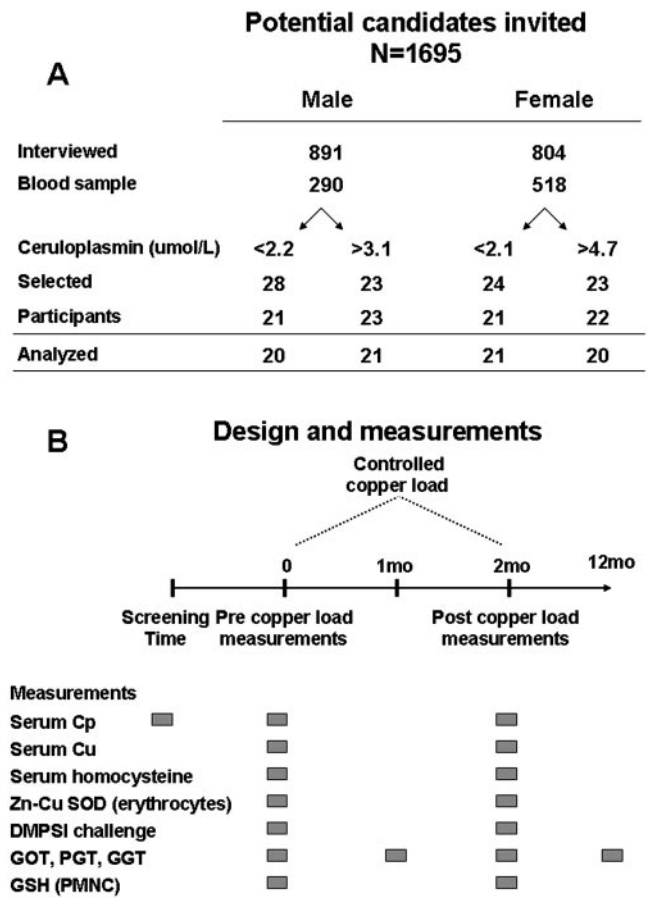 Potential candidates invited
N=1695
A
Male Female
Interviewed 891 804
Blood sample 290 518
Ceruloplasmin (umol/L) <2.2 >3.1 <2.1 >4.7
Selected 28 23 24 23
Participants 21 23 21 22
Analyzed 20 21 21 20
B
Design and measurements
Controlled
copper load
0 1mo 2mo 12mo
Screening Pre copper load Post copper load
Time measurements measurements
Measurements
Serum Cp
Serum Cu
Serum homocysteine
Zn-Cu SOD (erythrocytes)
DMPSI challenge
GOT, PGT, GGT
GSH (PMNC)